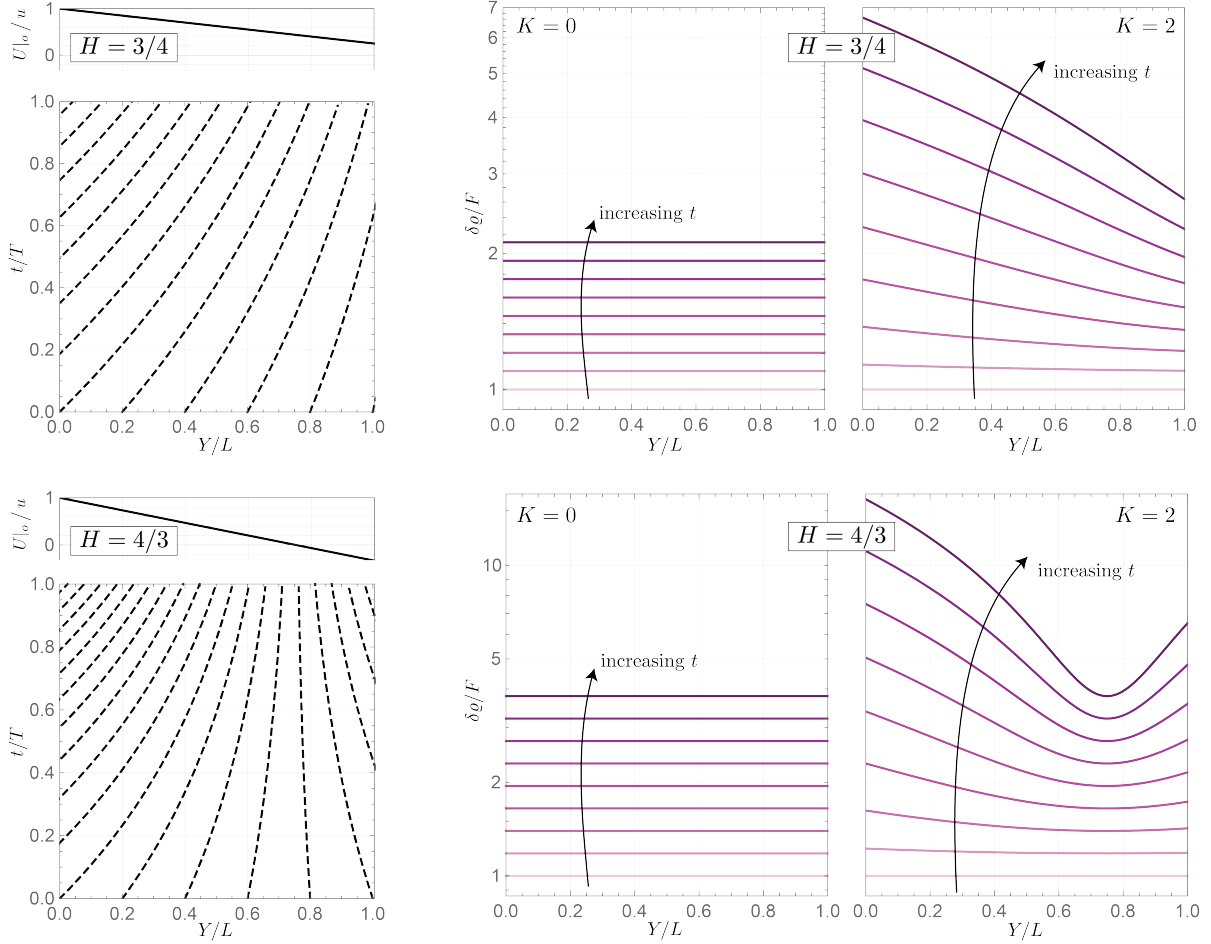 U|ₒ / u
1
0
H = 3/4
t/T
1.0
0.8
0.6
0.4
0.2
0.0
0.0 0.2 0.4 0.6 0.8 1.0
Y/L
K = 0
H = 3/4
K = 2
7
6
5
4
3
2
1
δϱ/F
increasing t
increasing t
0.0 0.2 0.4 0.6 0.8 1.0
0.0 0.2 0.4 0.6 0.8 1.0
Y/L
Y/L
U|ₒ / u
1
0
H = 4/3
t/T
1.0
0.8
0.6
0.4
0.2
0.0
0.0 0.2 0.4 0.6 0.8 1.0
Y/L
K = 0
H = 4/3
K = 2
10
5
2
1
δϱ/F
increasing t
increasing t
0.0 0.2 0.4 0.6 0.8 1.0
0.0 0.2 0.4 0.6 0.8 1.0
Y/L
Y/L